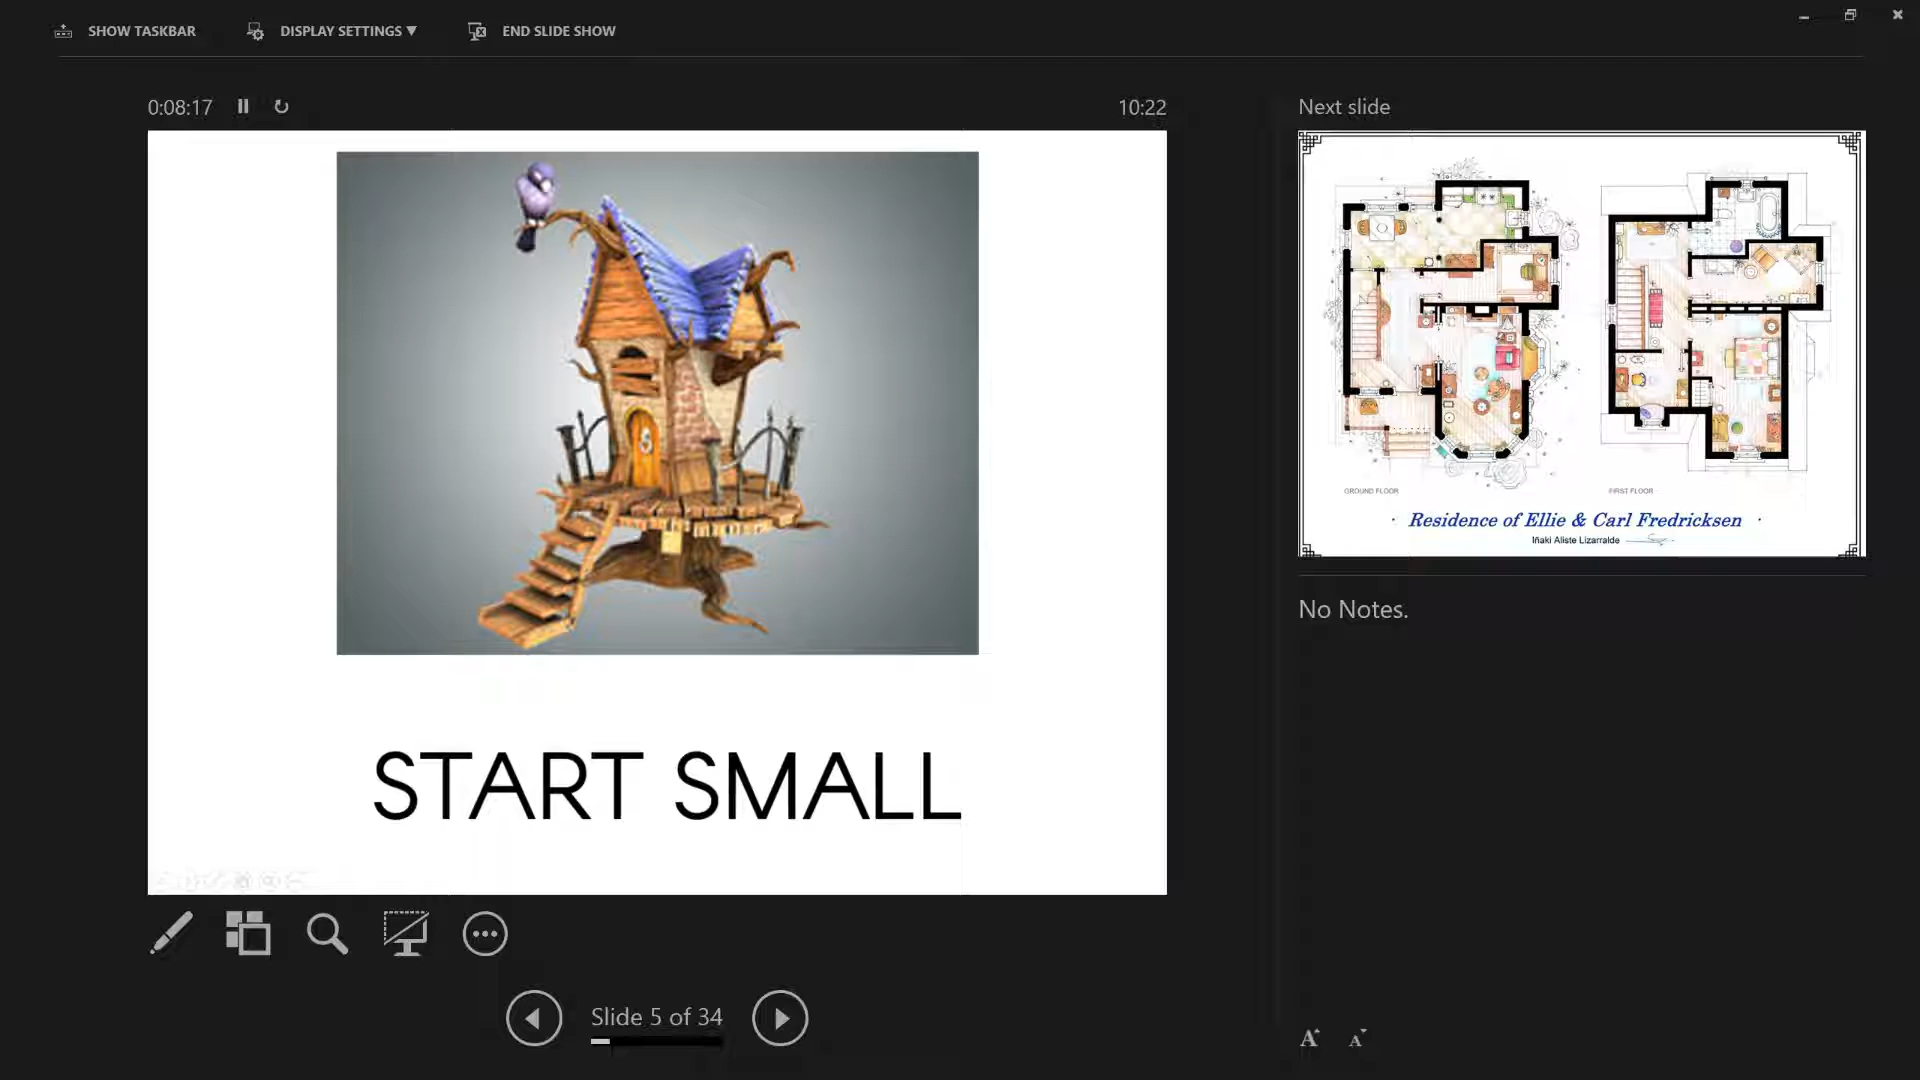 SHOW TASKBAR
DISPLAY SETTINGS ▼
END SLIDE SHOW
0:08:17
10:22
Next slide
START SMALL
GROUND FLOOR
FIRST FLOOR
· Residence of Ellie & Carl Fredricksen ·
Iñaki Aliste Lizarralde
No Notes.
Slide 5 of 34
A A